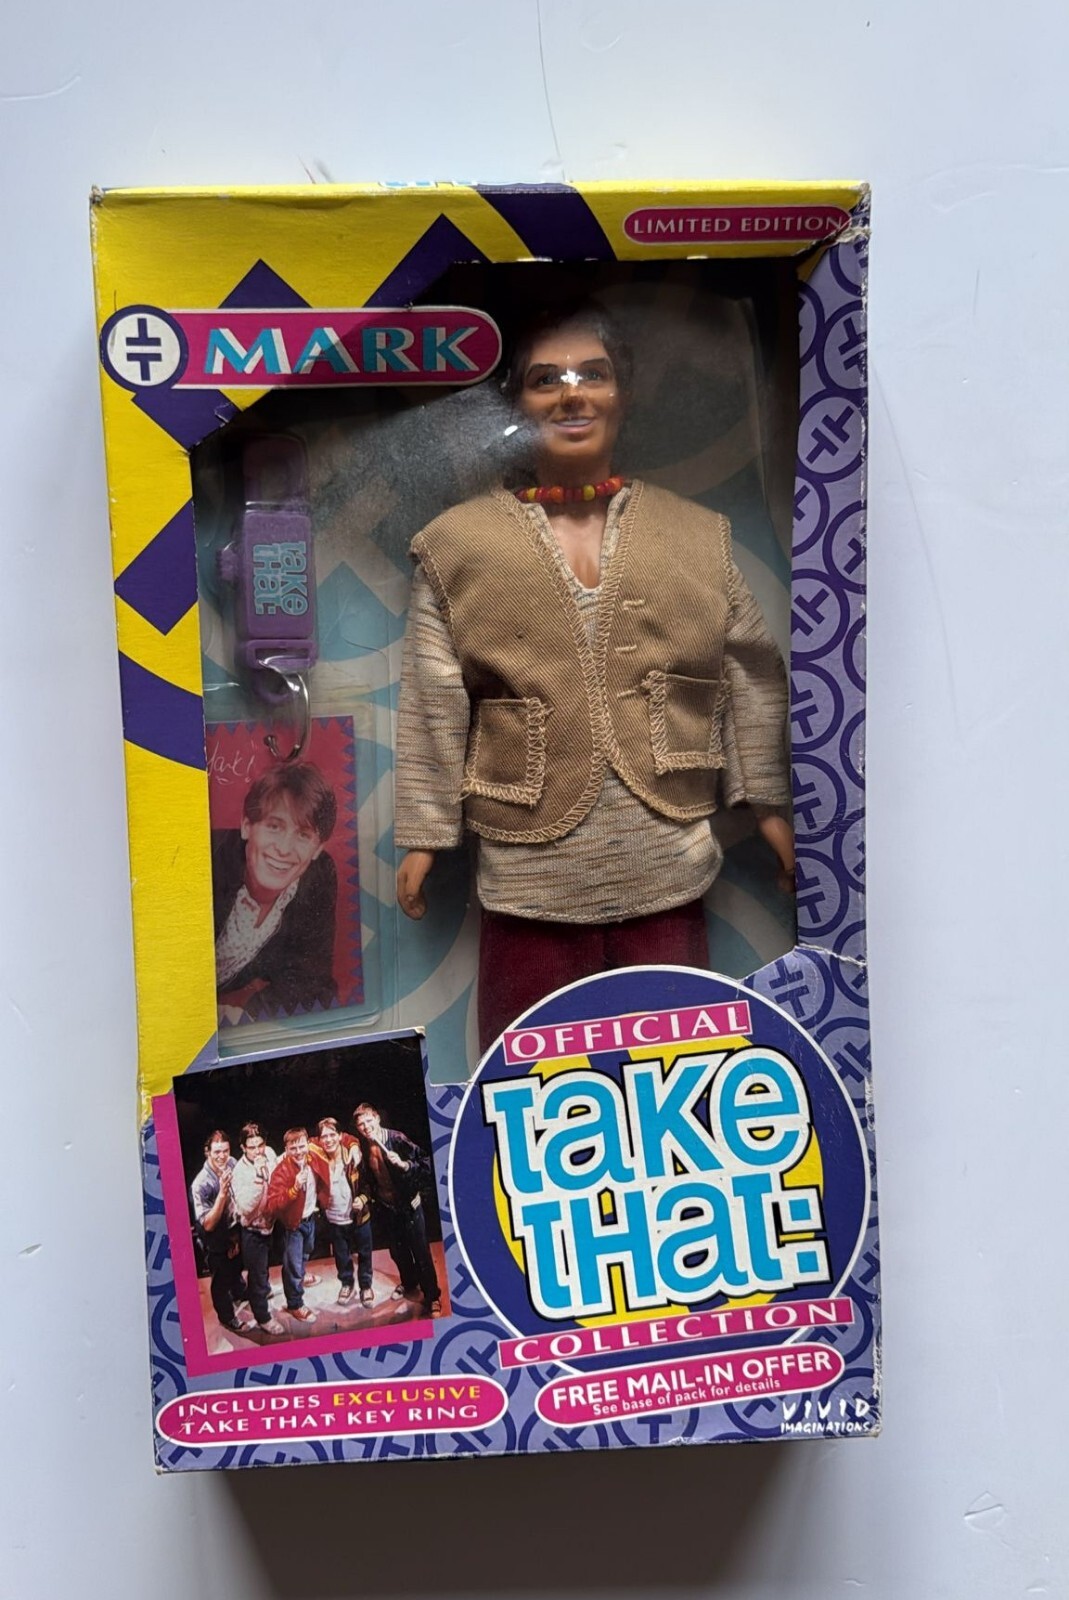 LIMITED EDITION
MARK
take
that:
OFFICIAL
take
that:
COLLECTION
INCLUDES EXCLUSIVE
TAKE THAT KEY RING
FREE MAIL-IN OFFER
See base of pack for details
VIVID
IMAGINATIONS